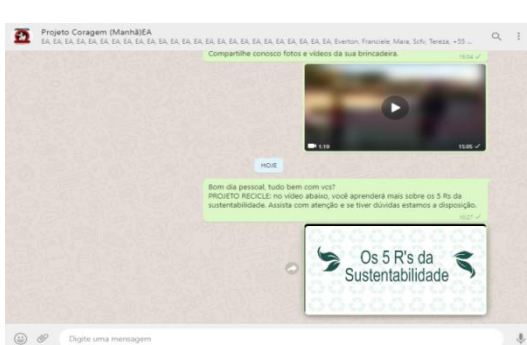 Projeto Coragem (Manhã)EA
EA, EA, EA, EA, EA, EA, EA, EA, EA, EA, EA, EA, EA, EA, EA, EA, EA, EA, EA, EA, EA, EA, EA, Everton, Franciele, Mara, Tereza, +55 ...
Compartilhe conosco fotos e vídeos da sua brincadeira.
15:04
1:19 15:05
HOJE
Bom dia pessoal, tudo bem com vcs?
PROJETO RECICLE: no vídeo abaixo, você aprenderá mais sobre os 5 Rs da
sustentabilidade. Assista com atenção e se tiver dúvidas estamos a disposição.
10:27
Os 5 R's da
Sustentabilidade
Digite uma mensagem